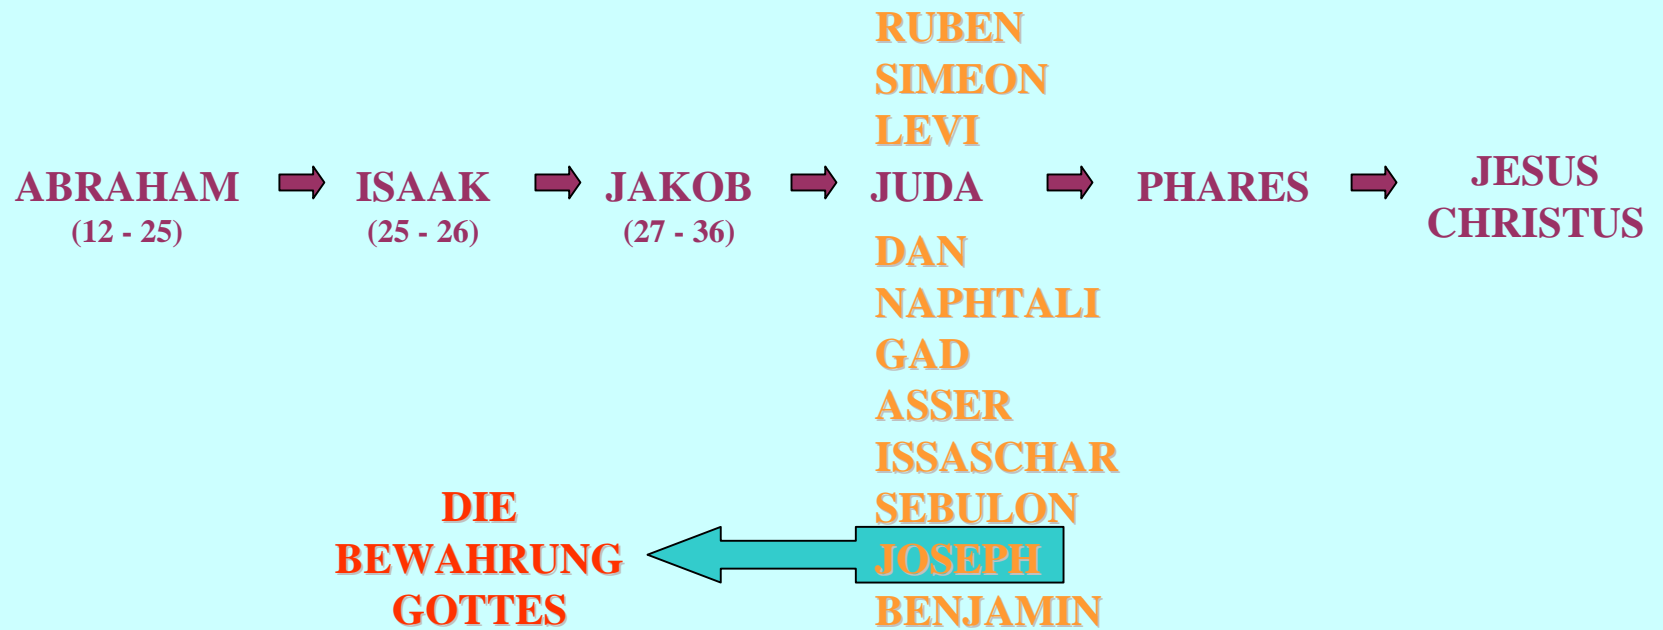 RUBEN
SIMEON
LEVI
ABRAHAM
(12 - 25)
ISAAK
(25 - 26)
JAKOB
(27 - 36)
JUDA
PHARES
JESUS
CHRISTUS
DAN
NAPHTALI
GAD
ASSER
ISSASCHAR
SEBULON
JOSEPH
BENJAMIN
DIE
BEWAHRUNG
GOTTES